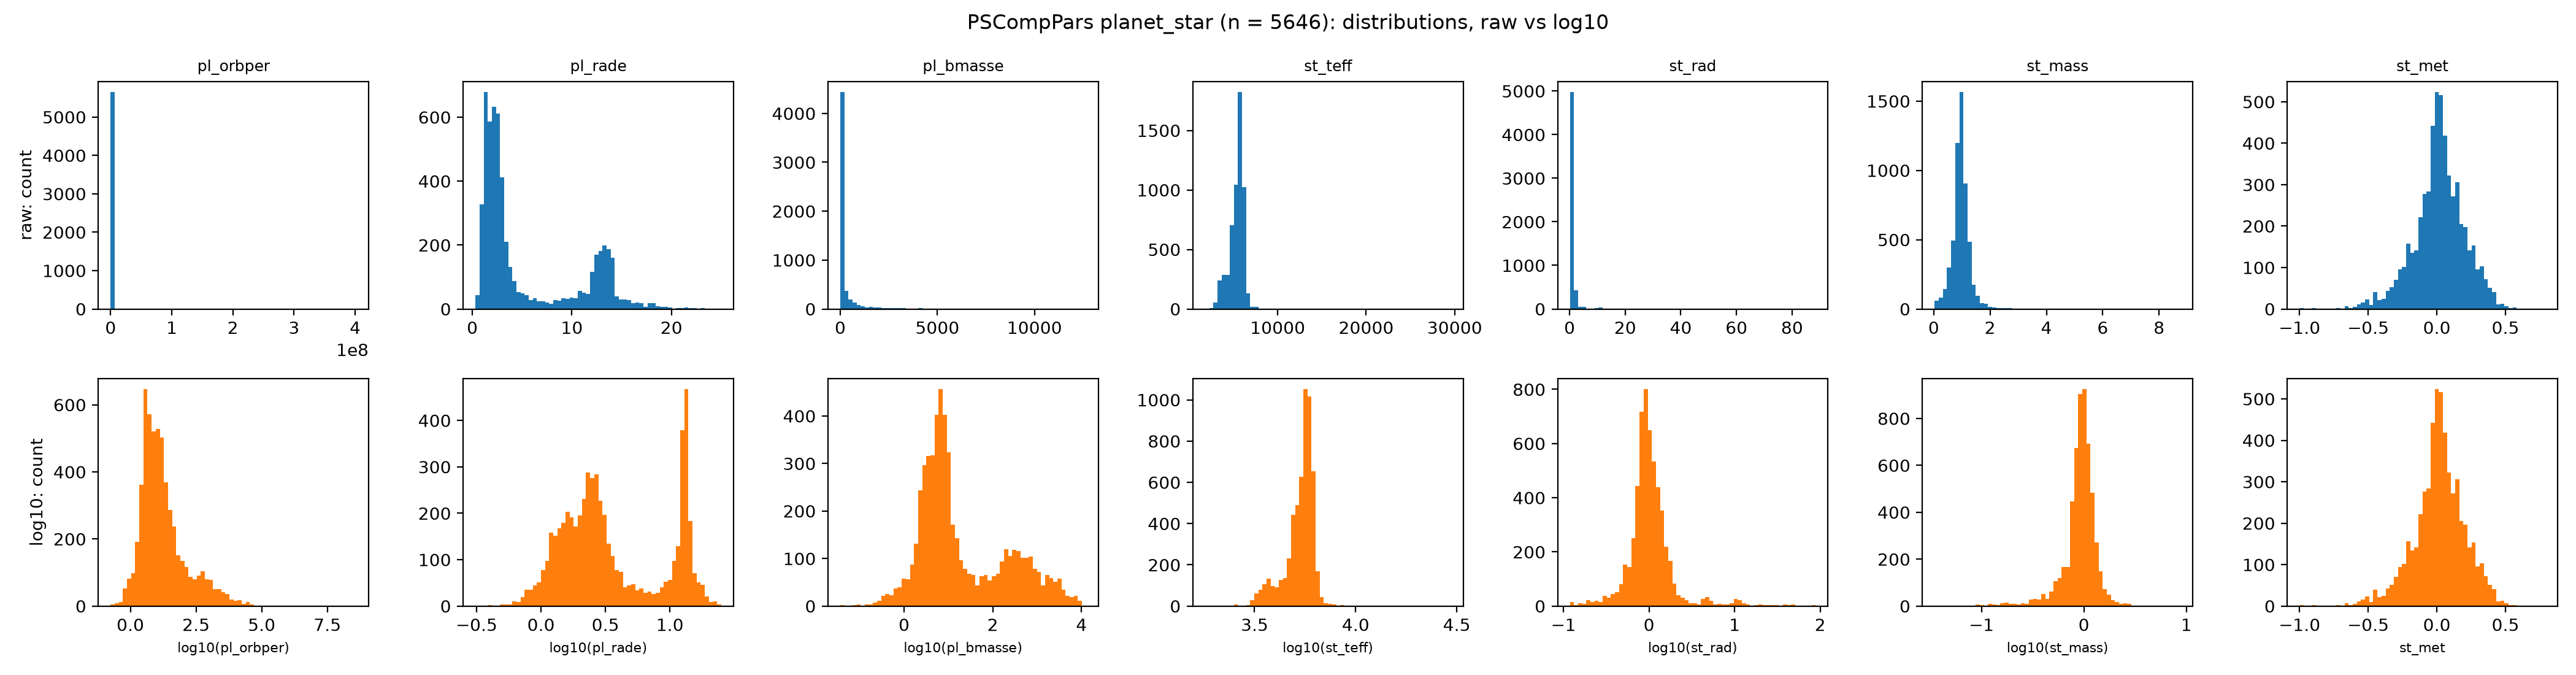 PSCompPars planet_star (n = 5646): distributions, raw vs log10
pl_orbper
pl_rade
pl_bmasse
st_teff
st_rad
st_mass
st_met
raw: count
0 1000 2000 3000 4000 5000
0 1 2 3 4
1e8
0 200 400 600
0 10 20
0 1000 2000 3000 4000
0 5000 10000
0 500 1000 1500
10000 20000 30000
0 1000 2000 3000 4000 5000
0 20 40 60 80
0 500 1000 1500
0 2 4 6 8
0 100 200 300 400 500
−1.0 −0.5 0.0 0.5
log10: count
0 200 400 600
0.0 2.5 5.0 7.5
log10(pl_orbper)
0 100 200 300 400
−0.5 0.0 0.5 1.0
log10(pl_rade)
0 100 200 300 400
0 2 4
log10(pl_bmasse)
0 200 400 600 800 1000
3.5 4.0 4.5
log10(st_teff)
0 200 400 600 800
−1 0 1 2
log10(st_rad)
0 200 400 600 800
−1 0 1
log10(st_mass)
0 100 200 300 400 500
−1.0 −0.5 0.0 0.5
st_met